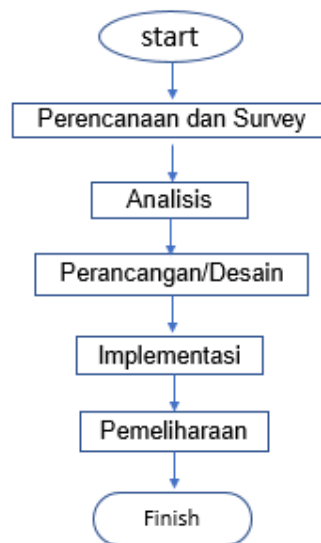 start
Perencanaan dan Survey
Analisis
Perancangan/Desain
Implementasi
Pemeliharaan
Finish